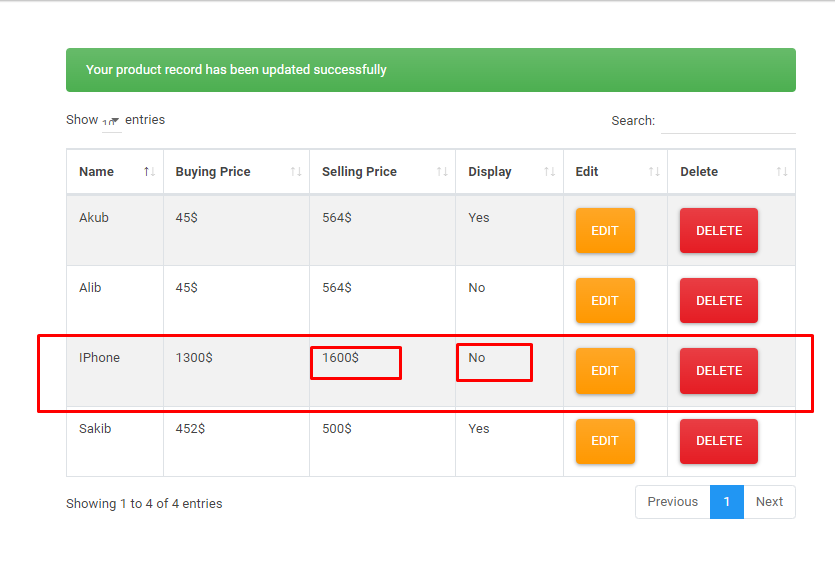 Your product record has been updated successfully
Show 10 entries Search:
Name Buying Price Selling Price Display Edit Delete
Akub 45$ 564$ Yes EDIT DELETE
Alib 45$ 564$ No EDIT DELETE
IPhone 1300$ 1600$ No EDIT DELETE
Sakib 452$ 500$ Yes EDIT DELETE
Showing 1 to 4 of 4 entries Previous 1 Next